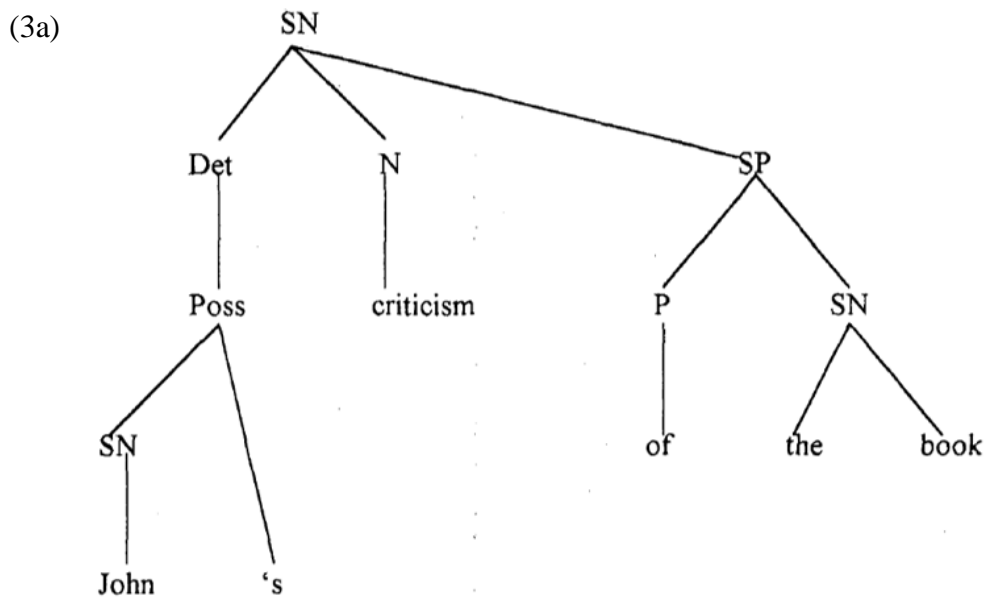 (3a)
SN
Det N SP
Poss criticism P SN
SN of the book
John ‘s